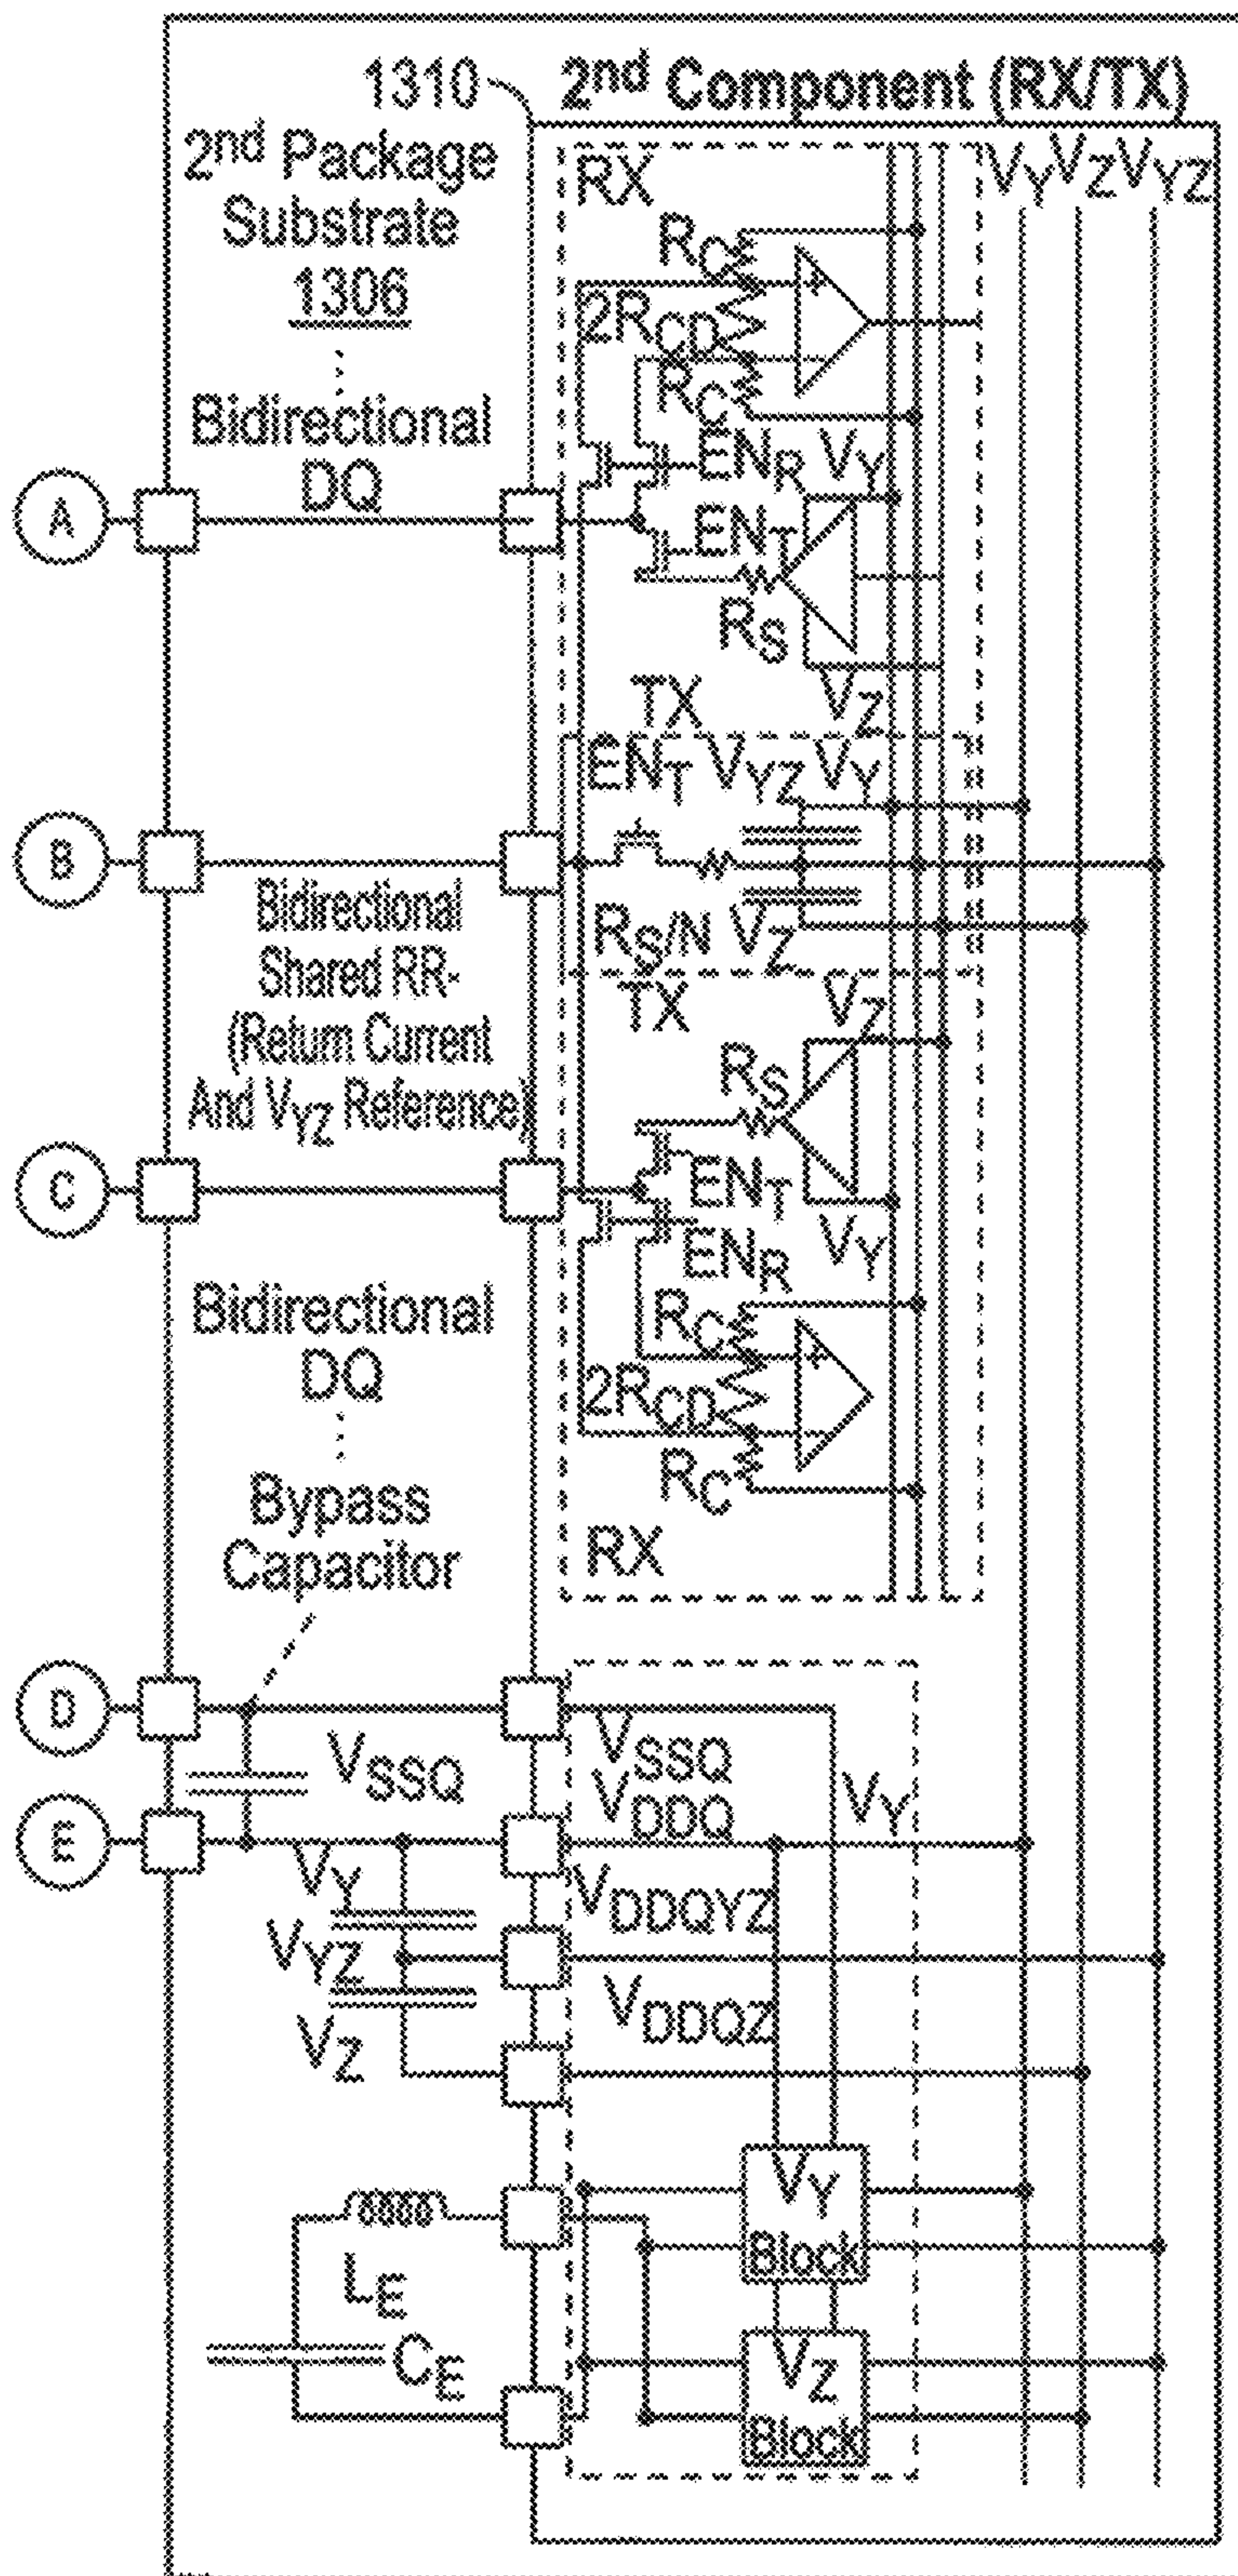 1310
2nd Component (RX/TX)
2nd Package
Substrate
1306
Bidirectional
DQ
A
RX
VY VZ VYZ
RC
2RCD
RC
+
ENR
VY
ENT
RS
VZ
TX
ENT VYZ VY
B
RS/N VZ
Bidirectional
Shared RR-
(Return Current
And VYZ Reference)
TX
VZ
RS
C
ENT
ENR
VY
Bidirectional
DQ
RC
+
2RCD
RC
RX
Bypass
Capacitor
D
VSSQ
VSSQ
VDDQ
VY
E
VY
VDDQYZ
VYZ
VDDQZ
VZ
VY
Block
LE
CE
VZ
Block